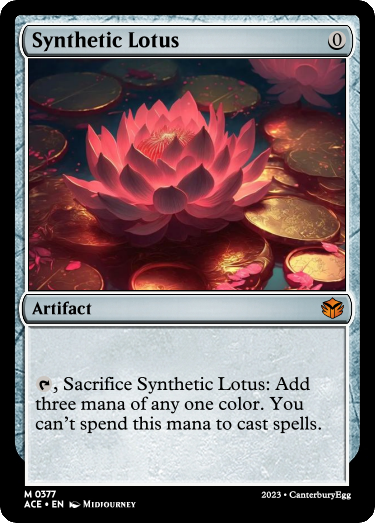 Synthetic Lotus 0
Artifact
, Sacrifice Synthetic Lotus: Add
three mana of any one color. You
can't spend this mana to cast spells.
M 0377
ACE • EN Midjourney
2023 • CanterburyEgg